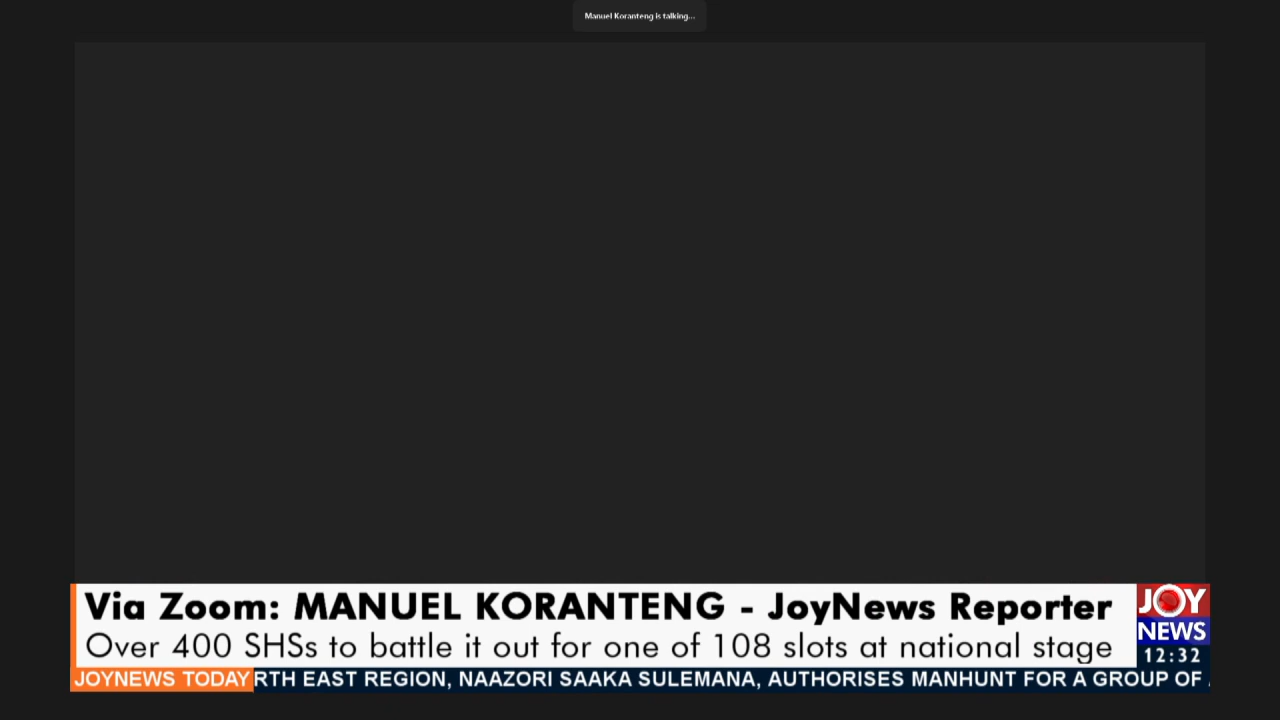 Manuel Koranteng is talking...
Via Zoom: MANUEL KORANTENG - JoyNews Reporter
Over 400 SHSs to battle it out for one of 108 slots at national stage
JOY
NEWS
12:32
JOYNEWS TODAY
RTH EAST REGION, NAAZORI SAAKA SULEMANA, AUTHORISES MANHUNT FOR A GROUP OF